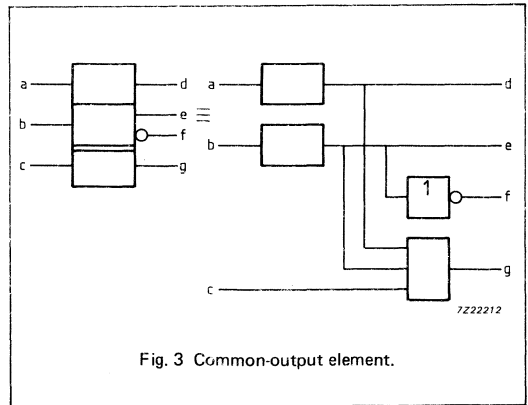 a d a d
b e ≡ b e
f
1 f
c g
g
c
7Z22212
Fig. 3 Common-output element.